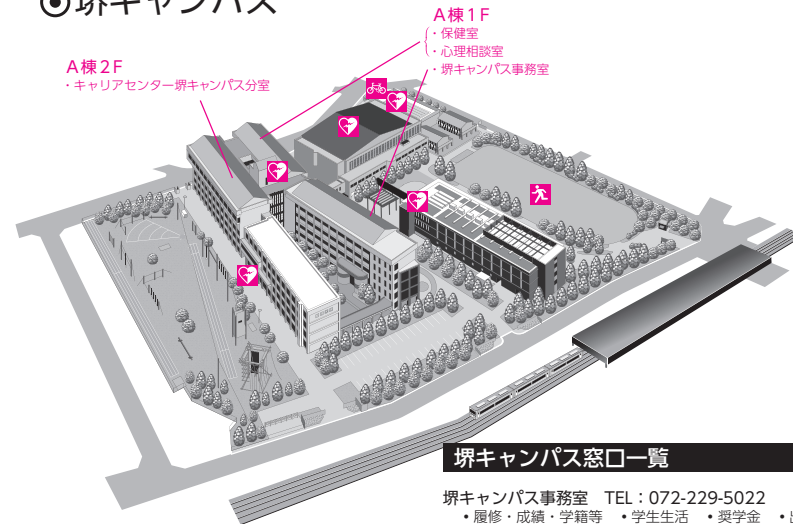 堺キャンパス
A棟1F
・保健室
・心理相談室
・堺キャンパス事務室
A棟2F
・キャリアセンター堺キャンパス分室
堺キャンパス窓口一覧
堺キャンパス事務室 TEL：072-229-5022
•履修・成績・学籍等 •学生生活 •奨学金 •